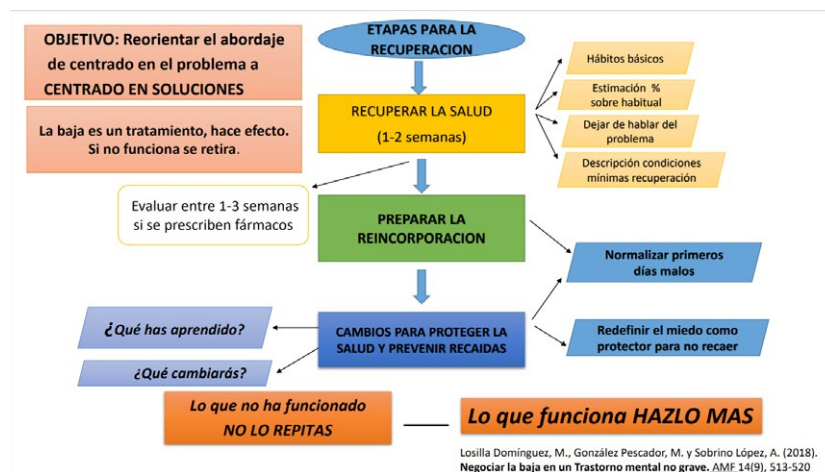 OBJETIVO: Reorientar el abordaje
de centrado en el problema a
CENTRADO EN SOLUCIONES
La baja es un tratamiento, hace efecto.
Si no funciona se retira.
ETAPAS PARA LA
RECUPERACION
RECUPERAR LA SALUD
(1-2 semanas)
Hábitos básicos
Estimación %
sobre habitual
Dejar de hablar del
problema
Descripción condiciones
mínimas recuperación
Evaluar entre 1-3 semanas
si se prescriben fármacos
PREPARAR LA
REINCORPORACION
Normalizar primeros
días malos
CAMBIOS PARA PROTEGER LA
SALUD Y PREVENIR RECAIDAS
Redefinir el miedo como
protector para no recaer
¿Qué has aprendido?
¿Qué cambiarás?
Lo que no ha funcionado
NO LO REPITAS
Lo que funciona HAZLO MAS
Losilla Domínguez, M., González Pescador, M. y Sobrino López, A. (2018).
Negociar la baja en un Trastorno mental no grave. AMF 14(9), 513-520